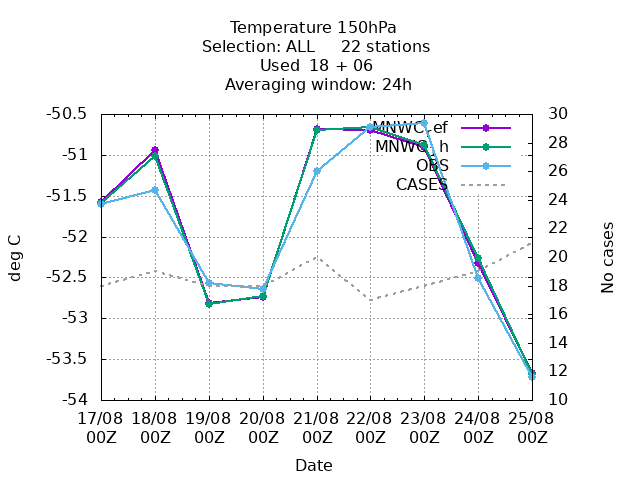 Temperature 150hPa
Selection: ALL 22 stations
Used 18 + 06
Averaging window: 24h
-50.5
-51
-51.5
-52
-52.5
-53
-53.5
-54
30
28
26
24
22
20
18
16
14
12
10
deg C
No cases
OBS
CASES
17/08 18/08 19/08 20/08 21/08 22/08 23/08 24/08 25/08
00Z 00Z 00Z 00Z 00Z 00Z 00Z 00Z 00Z
Date